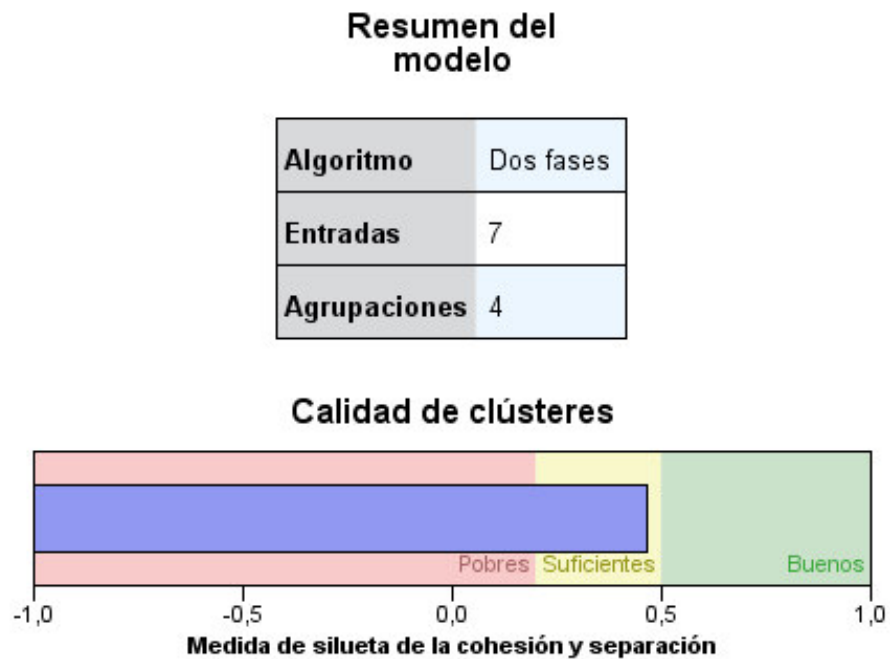 Resumen del
modelo
Algoritmo Dos fases
Entradas 7
Agrupaciones 4
Calidad de clústeres
Pobres Suficientes Buenos
-1,0 -0,5 0,0 0,5 1,0
Medida de silueta de la cohesión y separación